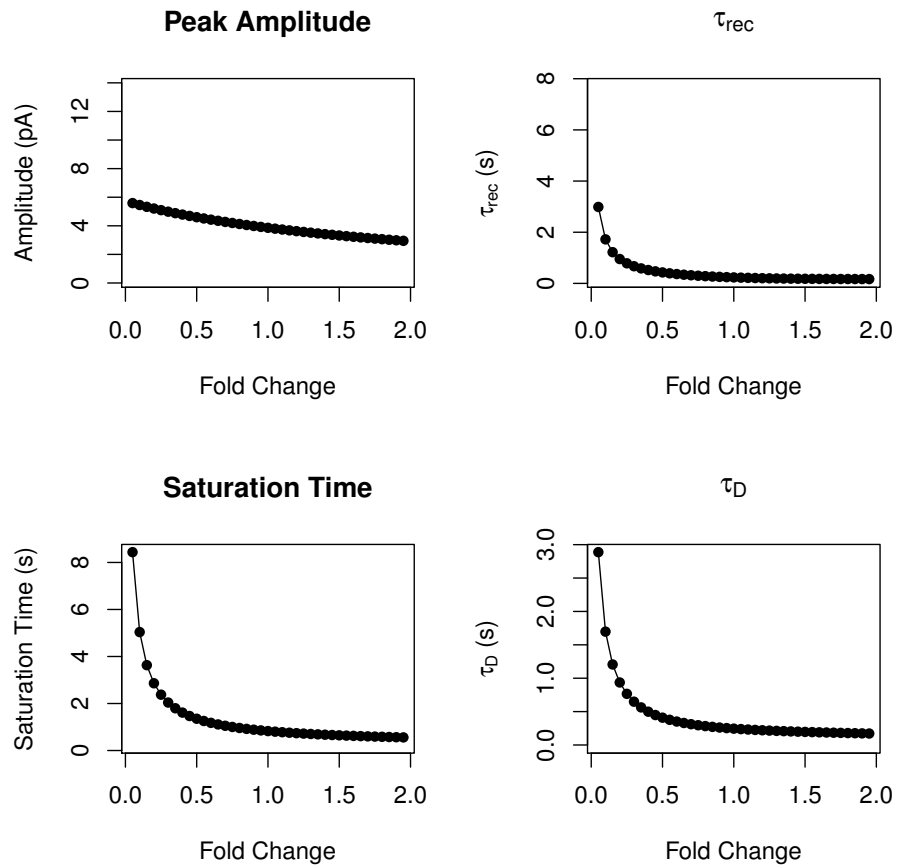 Peak Amplitude
Amplitude (pA)
0 4 8 12
0.0 0.5 1.0 1.5 2.0
Fold Change
τrec
τrec (s)
0 2 4 6 8
0.0 0.5 1.0 1.5 2.0
Fold Change
Saturation Time
Saturation Time (s)
0 2 4 6 8
0.0 0.5 1.0 1.5 2.0
Fold Change
τD
τD (s)
0.0 1.0 2.0 3.0
0.0 0.5 1.0 1.5 2.0
Fold Change